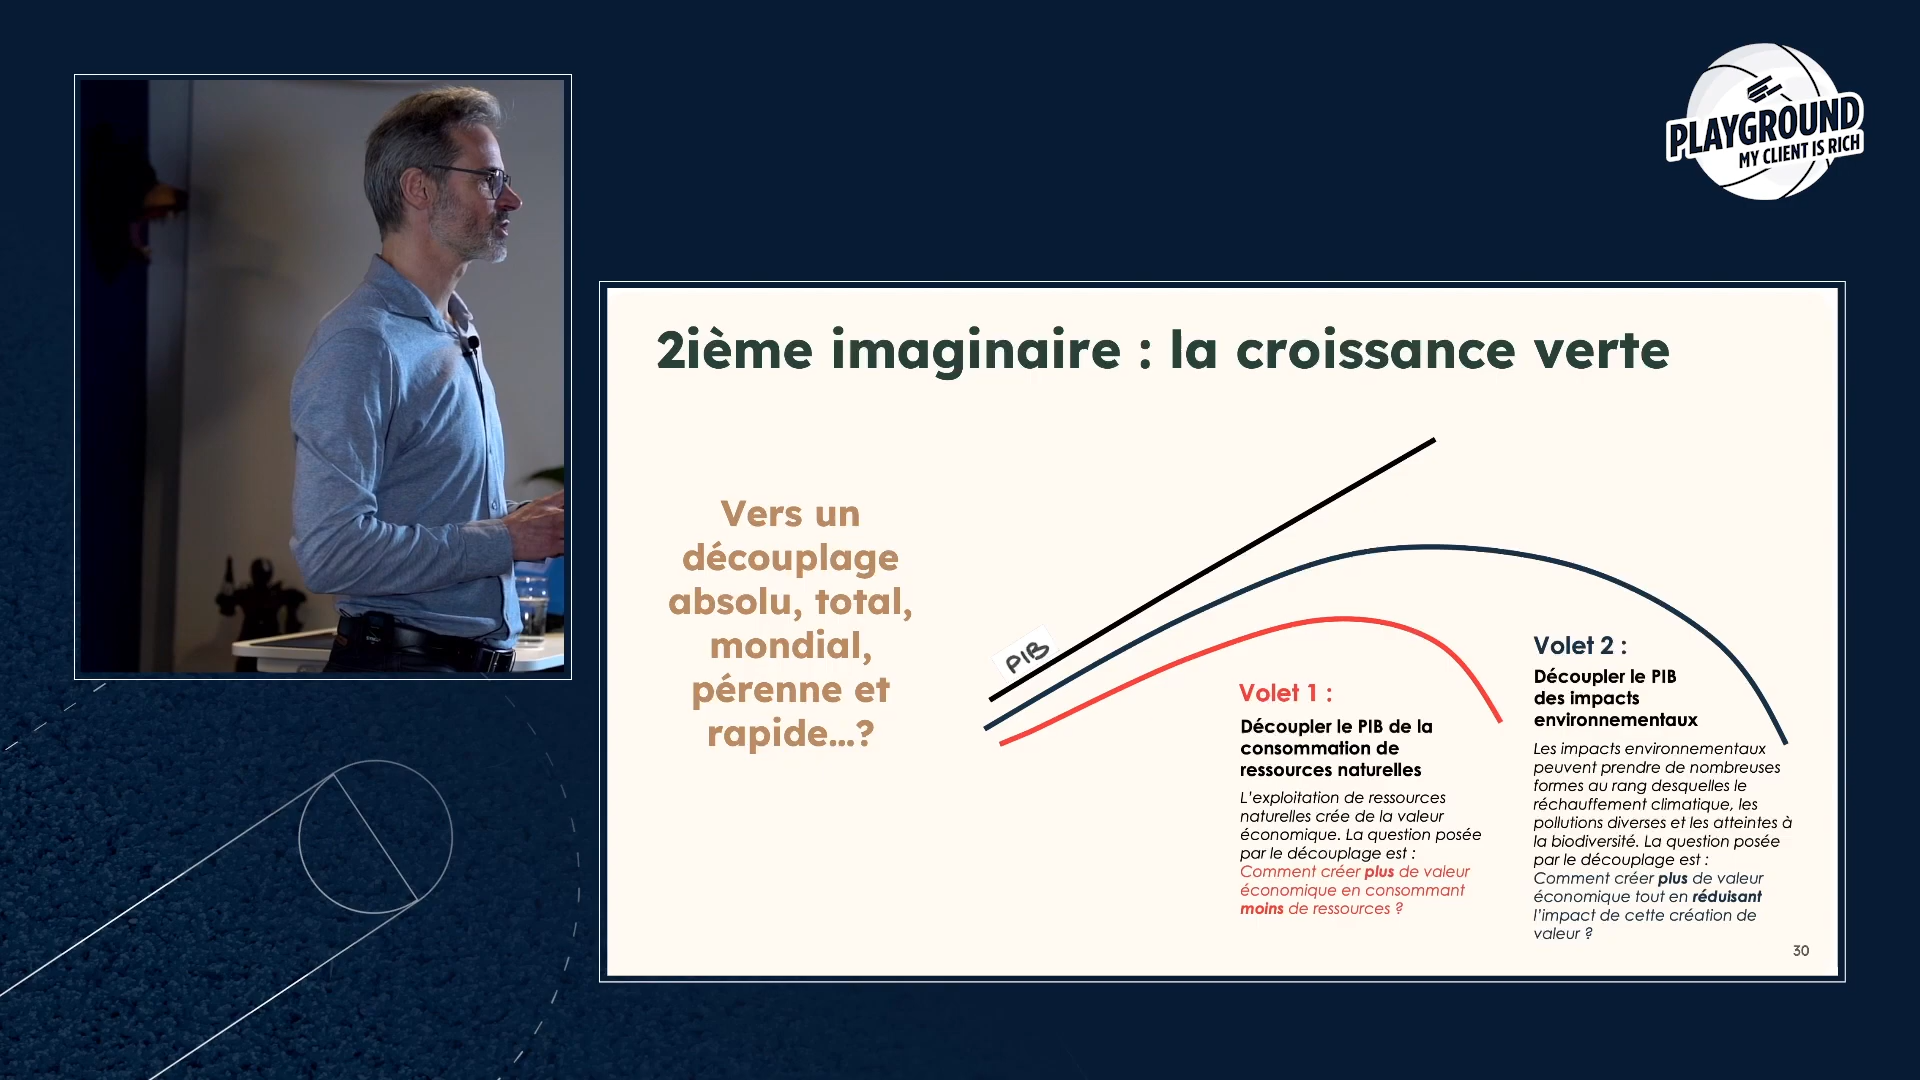 PLAYGROUND
MY CLIENT IS RICH
2ième imaginaire : la croissance verte
Vers un
découplage
absolu, total,
mondial,
pérenne et
rapide...?
PIB
Volet 1 :
Découpler le PIB de la
consommation de
ressources naturelles
L'exploitation de ressources
naturelles crée de la valeur
économique. La question posée
par le découplage est :
Comment créer plus de valeur
économique en consommant
moins de ressources ?
Volet 2 :
Découpler le PIB
des impacts
environnementaux
Les impacts environnementaux
peuvent prendre de nombreuses
formes au rang desquelles le
réchauffement climatique, les
pollutions diverses et les atteintes à
la biodiversité. La question posée
par le découplage est :
Comment créer plus de valeur
économique tout en réduisant
l'impact de cette création de
valeur ?
30